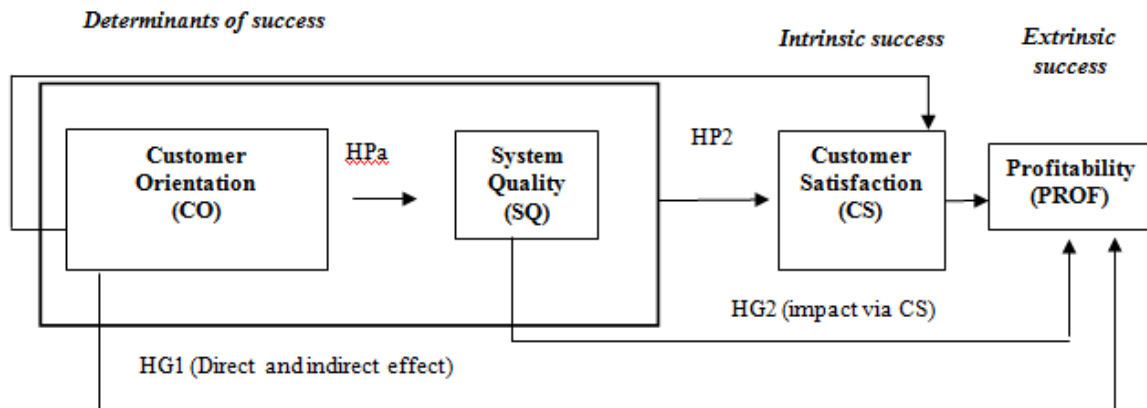 Determinants of success
Intrinsic success
Extrinsic
success
Customer
Orientation
(CO)
HPa
System
Quality
(SQ)
HP2
Customer
Satisfaction
(CS)
Profitability
(PROF)
HG2 (impact via CS)
HG1 (Direct and indirect effect)